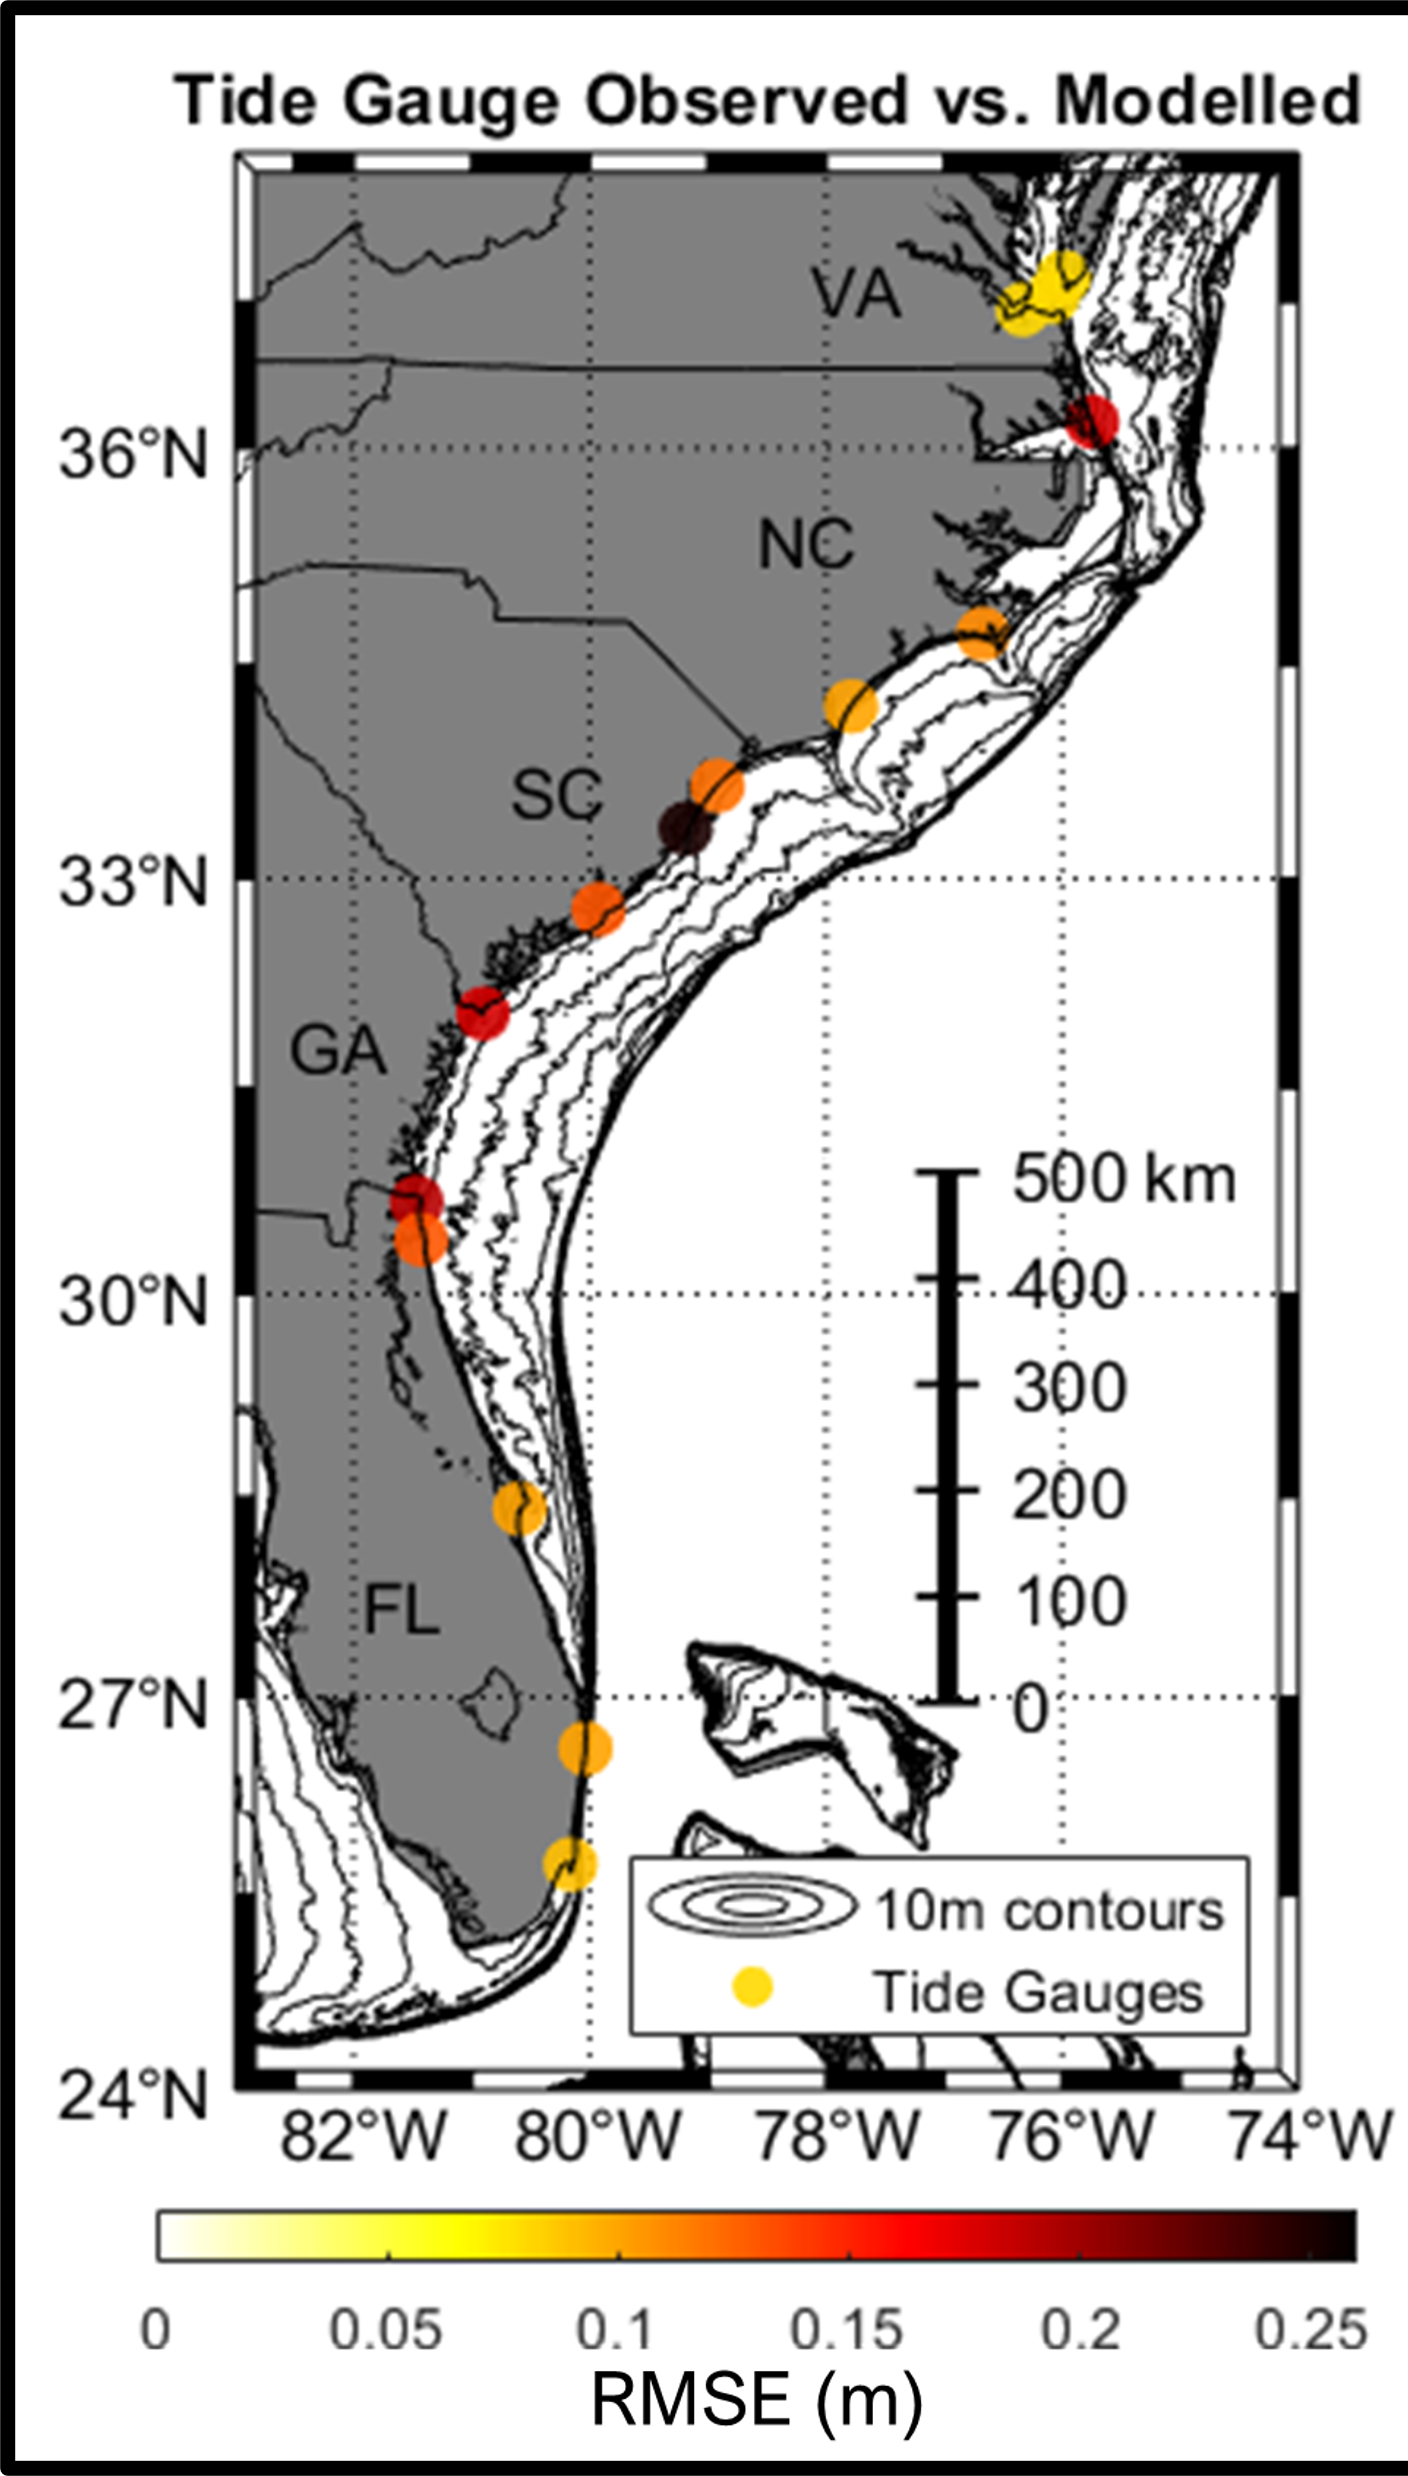 Tide Gauge Observed vs. Modelled
VA
36°N
NC
SC
33°N
GA
500 km
30°N
400
300
200
FL
100
27°N
0
10m contours
Tide Gauges
24°N
82°W 80°W 78°W 76°W 74°W
0 0.05 0.1 0.15 0.2 0.25
RMSE (m)